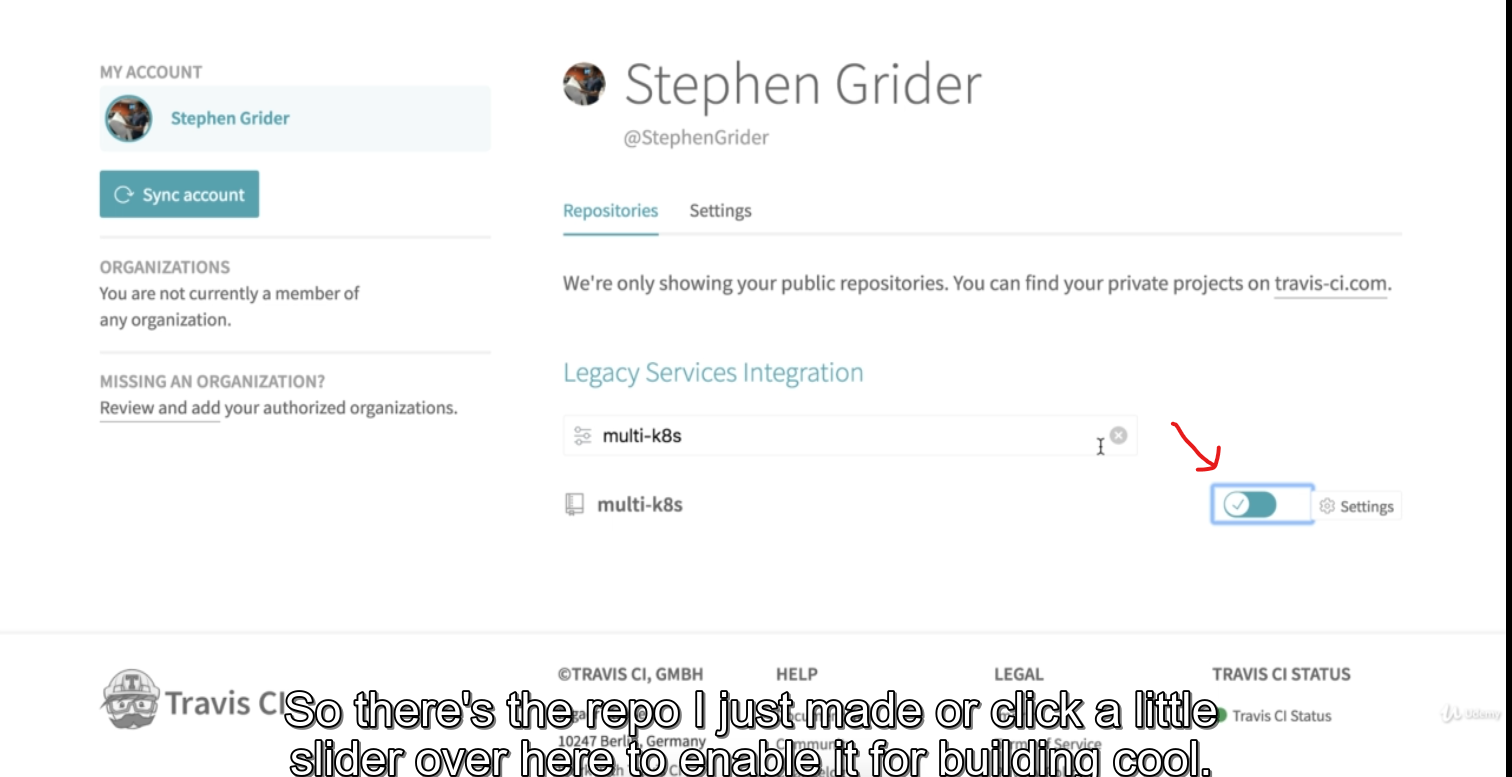 MY ACCOUNT
Stephen Grider
Sync account
ORGANIZATIONS
You are not currently a member of
any organization.
MISSING AN ORGANIZATION?
Review and add your authorized organizations.
Stephen Grider
@StephenGrider
Repositories Settings
We're only showing your public repositories. You can find your private projects on travis-ci.com.
Legacy Services Integration
multi-k8s
multi-k8s
Settings
Travis CI
©TRAVIS CI, GMBH
10247 Berlin, Germany
HELP
LEGAL
of Service
TRAVIS CI STATUS
Travis CI Status
So there's the repo I just made or click a little
slider over here to enable it for building cool.
Udemy